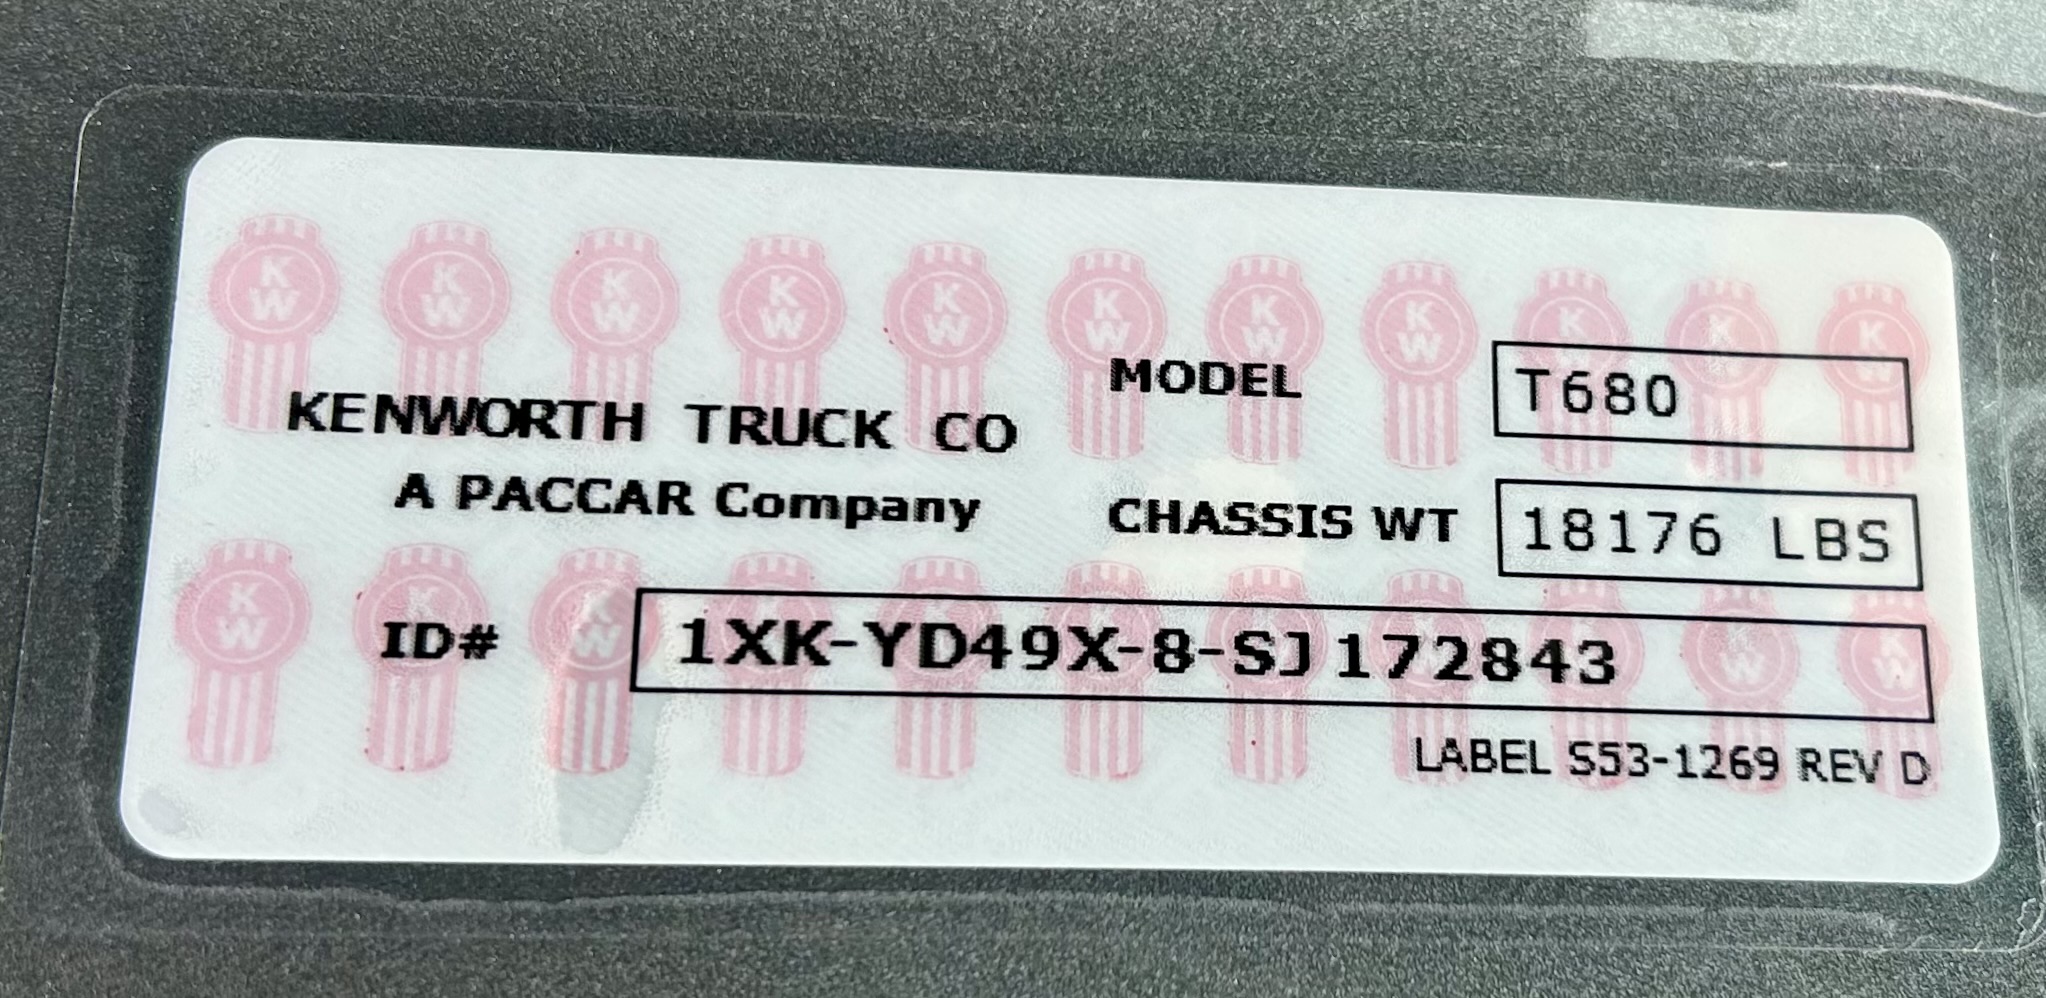 KENWORTH TRUCK CO
A PACCAR Company
MODEL T680
CHASSIS WT 18176 LBS
ID# 1XK-YD49X-8-SJ172843
LABEL S53-1269 REV D